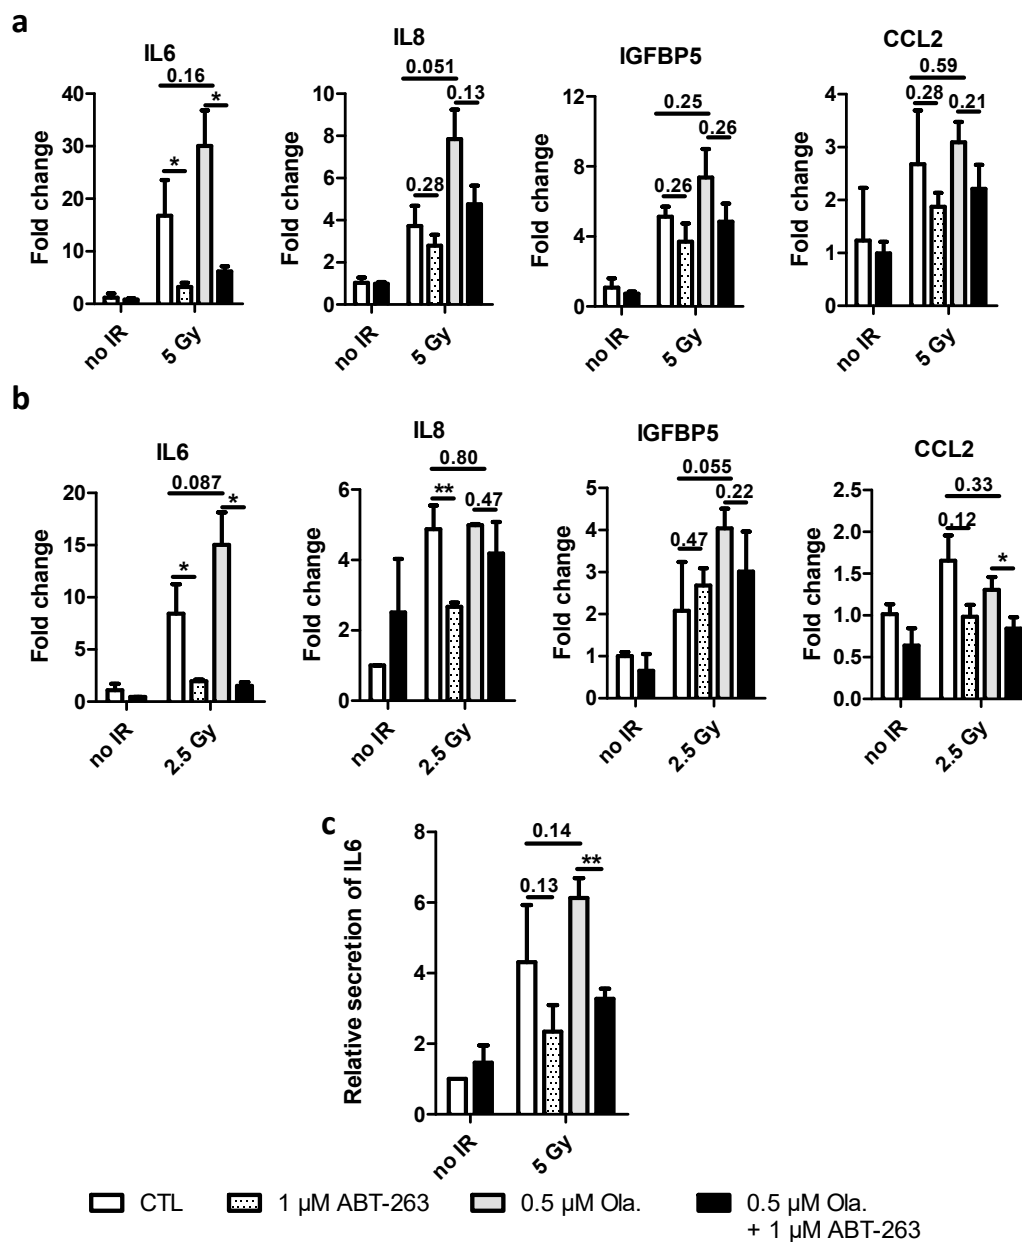 a
IL6
IL8
IGFBP5
CCL2
0.16
*
*
Fold change
40
30
20
10
0
no IR
5 Gy
0.051
0.13
0.28
Fold change
10
8
6
4
2
0
no IR
5 Gy
0.25
0.26
0.26
Fold change
12
8
4
0
no IR
5 Gy
0.59
0.28
0.21
Fold change
4
3
2
1
0
no IR
5 Gy
b
IL6
IL8
IGFBP5
CCL2
0.087
*
*
Fold change
20
15
10
5
0
no IR
2.5 Gy
0.80
**
0.47
Fold change
6
4
2
0
no IR
2.5 Gy
0.055
0.22
0.47
Fold change
5
4
3
2
1
0
no IR
2.5 Gy
0.33
0.12
*
Fold change
2.5
2.0
1.5
1.0
0.5
0.0
no IR
2.5 Gy
c
0.14
**
0.13
Relative secretion of IL6
8
6
4
2
0
no IR
5 Gy
CTL
1 µM ABT-263
0.5 µM Ola.
0.5 µM Ola.
+ 1 µM ABT-263